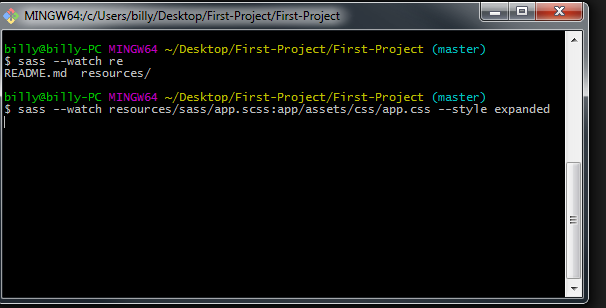 MINGW64:/c/Users/billy/Desktop/First-Project/First-Project
billy@billy-PC MINGW64 ~/Desktop/First-Project/First-Project (master)
$ sass --watch re
README.md  resources/
billy@billy-PC MINGW64 ~/Desktop/First-Project/First-Project (master)
$ sass --watch resources/sass/app.scss:app/assets/css/app.css --style expanded